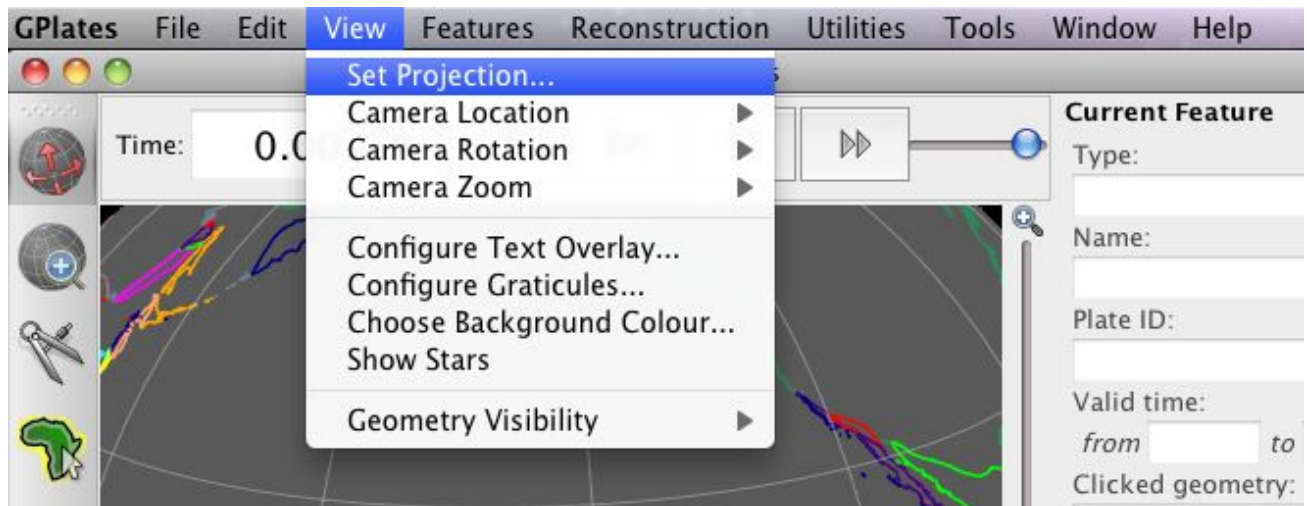 GPlates File Edit View Features Reconstruction Utilities Tools Window Help
Set Projection...
Camera Location
Camera Rotation
Camera Zoom
Configure Text Overlay...
Configure Graticules...
Choose Background Colour...
Show Stars
Geometry Visibility
Time: 0.0
Current Feature
Type:
Name:
Plate ID:
Valid time:
from to
Clicked geometry: